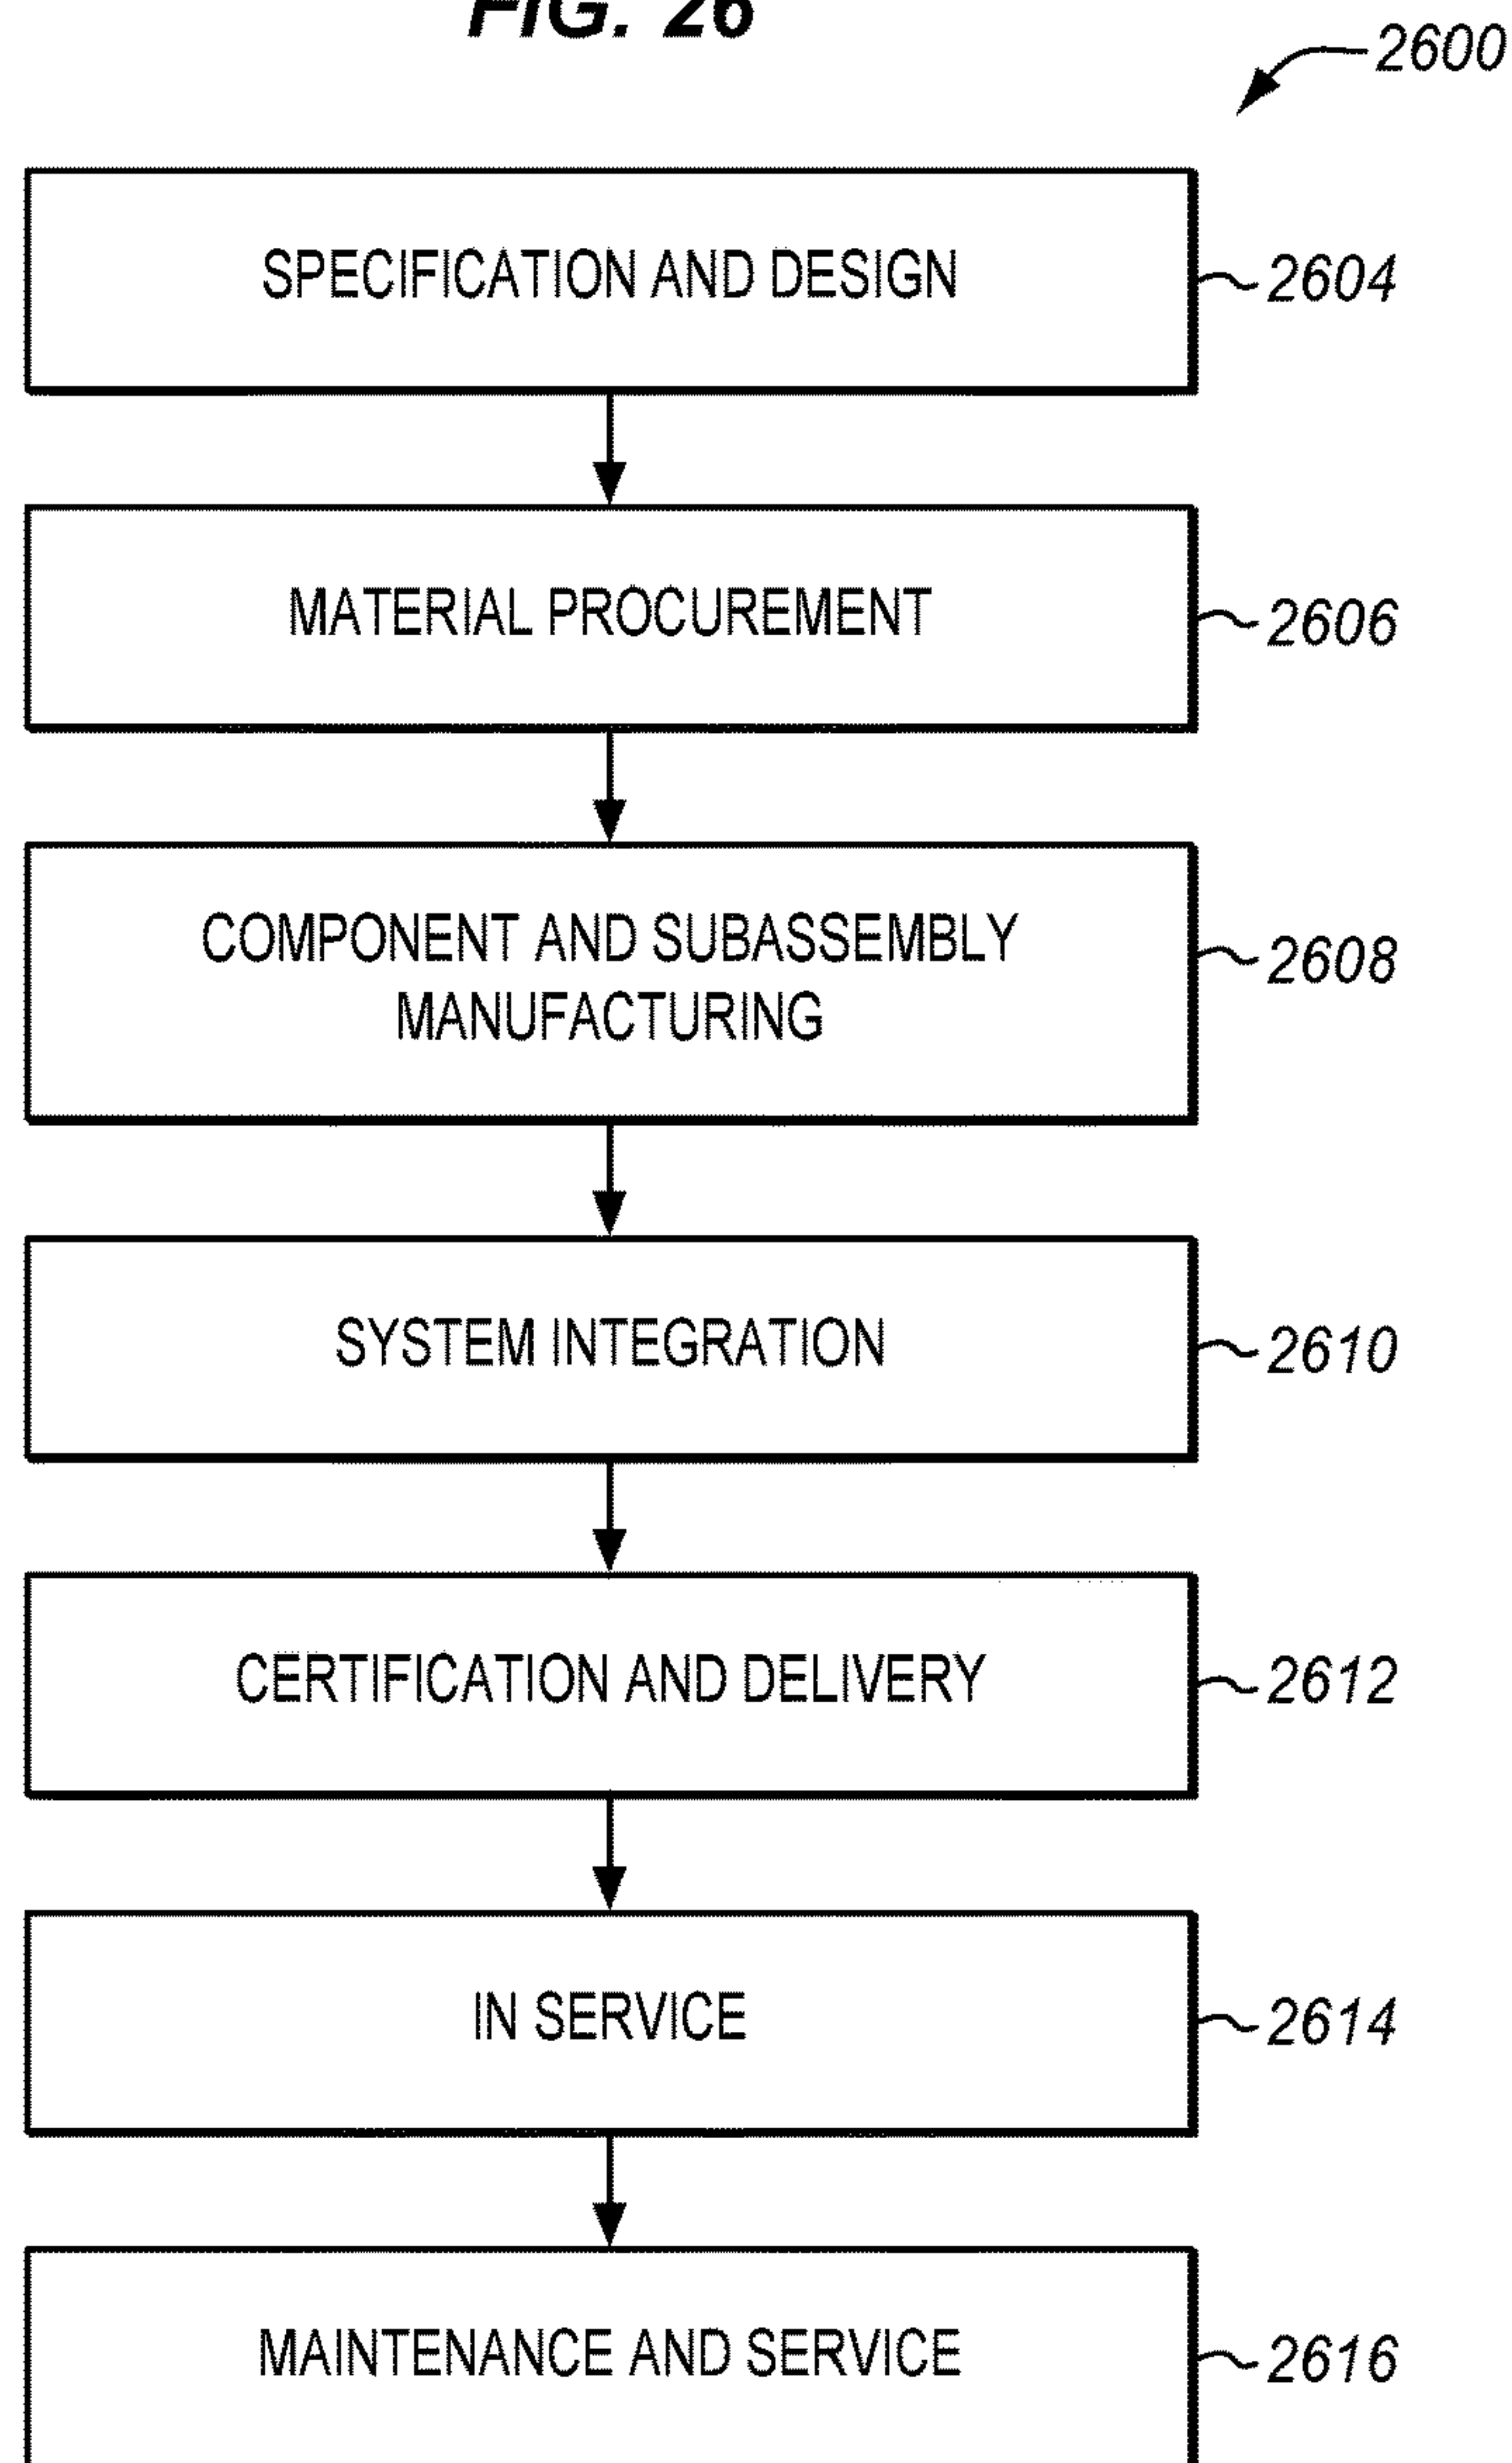 FIG. 26
2600
SPECIFICATION AND DESIGN
2604
MATERIAL PROCUREMENT
2606
COMPONENT AND SUBASSEMBLY
MANUFACTURING
2608
SYSTEM INTEGRATION
2610
CERTIFICATION AND DELIVERY
2612
IN SERVICE
2614
MAINTENANCE AND SERVICE
2616